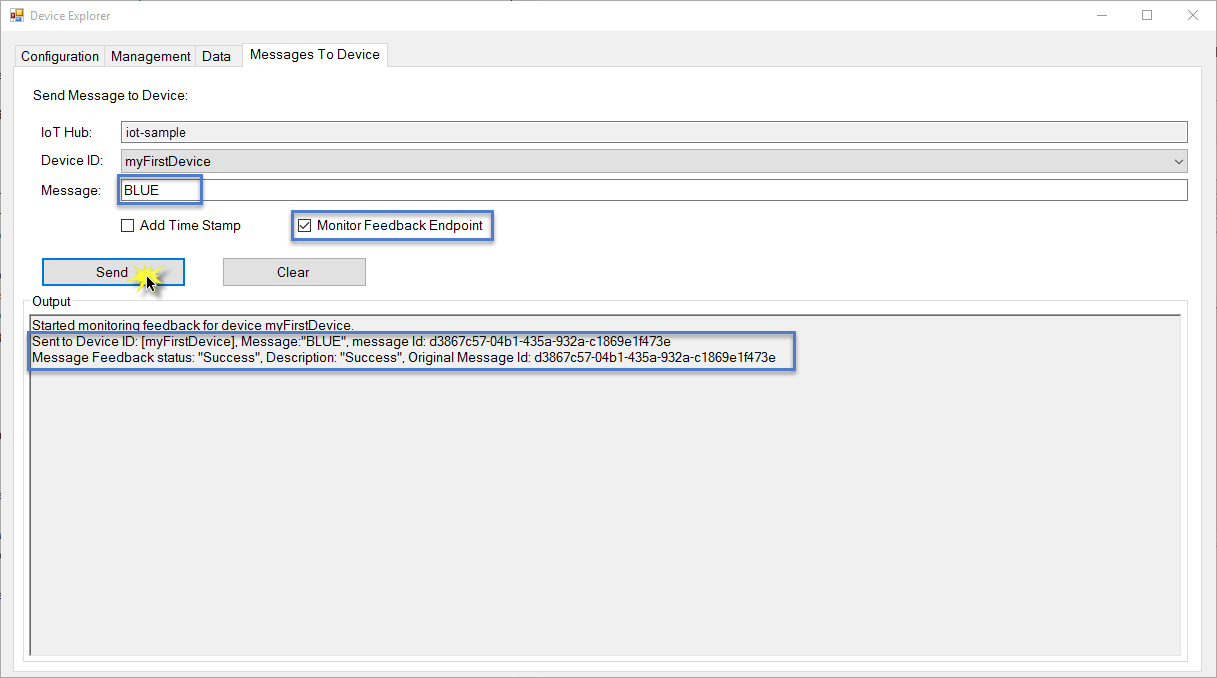 Device Explorer
Configuration Management Data Messages To Device
Send Message to Device:
IoT Hub: iot-sample
Device ID: myFirstDevice
Message: BLUE
Add Time Stamp Monitor Feedback Endpoint
Send Clear
Output
Started monitoring feedback for device myFirstDevice.
Sent to Device ID: [myFirstDevice], Message:"BLUE", message Id: d3867c57-04b1-435a-932a-c1869e1f473e
Message Feedback status: "Success", Description: "Success", Original Message Id: d3867c57-04b1-435a-932a-c1869e1f473e